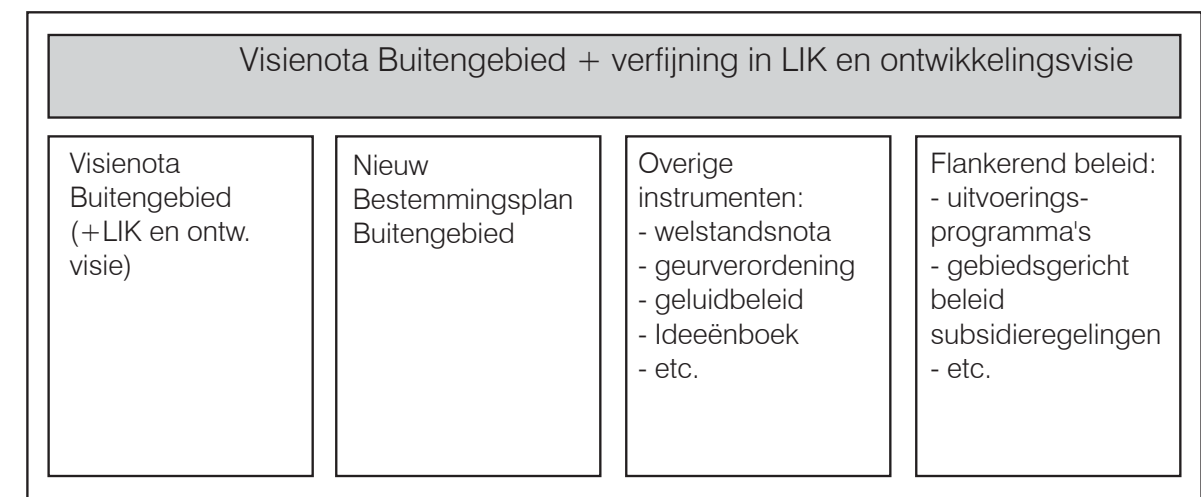 Visienota Buitengebied + verfijning in LIK en ontwikkelingsvisie
Visienota
Buitengebied
(+LIK en ontw.
visie)
Nieuw
Bestemmingsplan
Buitengebied
Overige
instrumenten:
- welstandsnota
- geurverordening
- geluidbeleid
- Ideeënboek
- etc.
Flankerend beleid:
- uitvoerings-
programma's
- gebiedsgericht
beleid
subsidieregelingen
- etc.